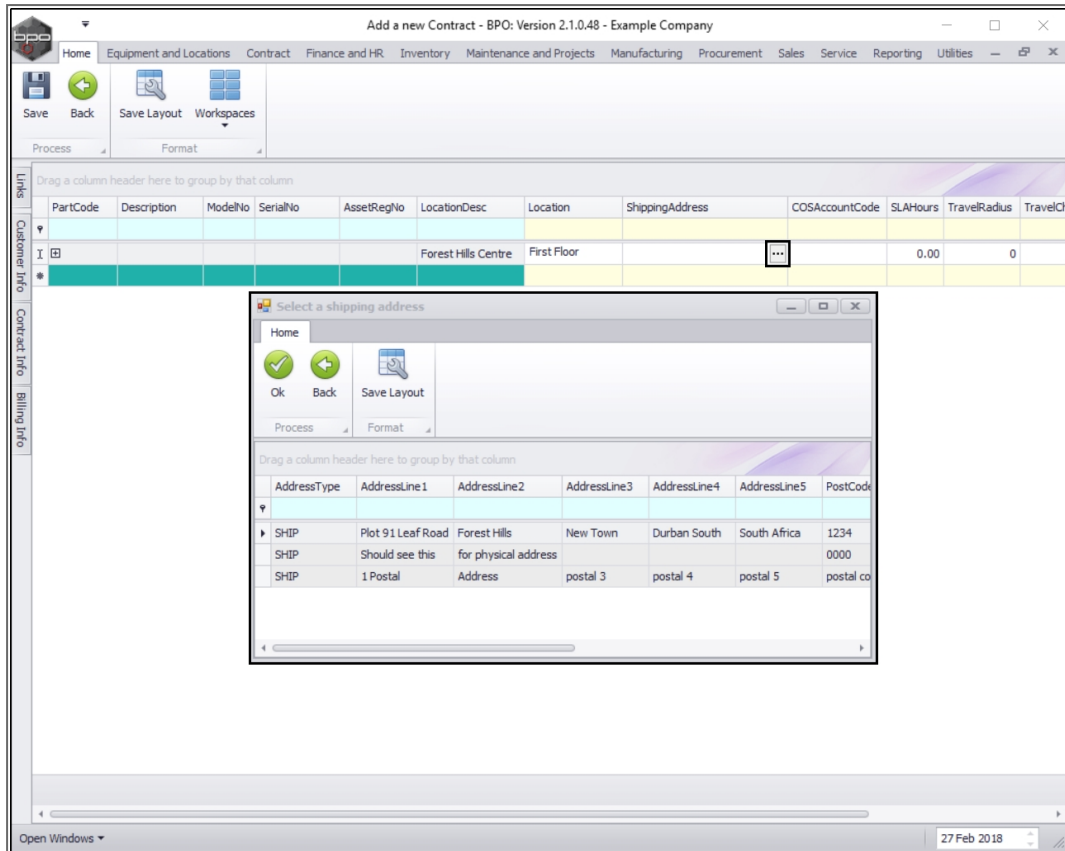 Add a new Contract - BPO: Version 2.1.0.48 - Example Company
bpo
Home Equipment and Locations Contract Finance and HR Inventory Maintenance and Projects Manufacturing Procurement Sales Service Reporting Utilities
Save Back Save Layout Workspaces
Process Format
Links
Customer Info
Contract Info
Billing Info
Drag a column header here to group by that column
PartCode Description ModelNo SerialNo AssetRegNo LocationDesc Location ShippingAddress COSAccountCode SLAHours TravelRadius TravelCh
Forest Hills Centre First Floor ... 0.00 0
Select a shipping address
Home
Ok Back Save Layout
Process Format
Drag a column header here to group by that column
AddressType AddressLine1 AddressLine2 AddressLine3 AddressLine4 AddressLine5 PostCode
SHIP Plot 91 Leaf Road Forest Hills New Town Durban South South Africa 1234
SHIP Should see this for physical address 0000
SHIP 1 Postal Address postal 3 postal 4 postal 5 postal co
Open Windows 27 Feb 2018